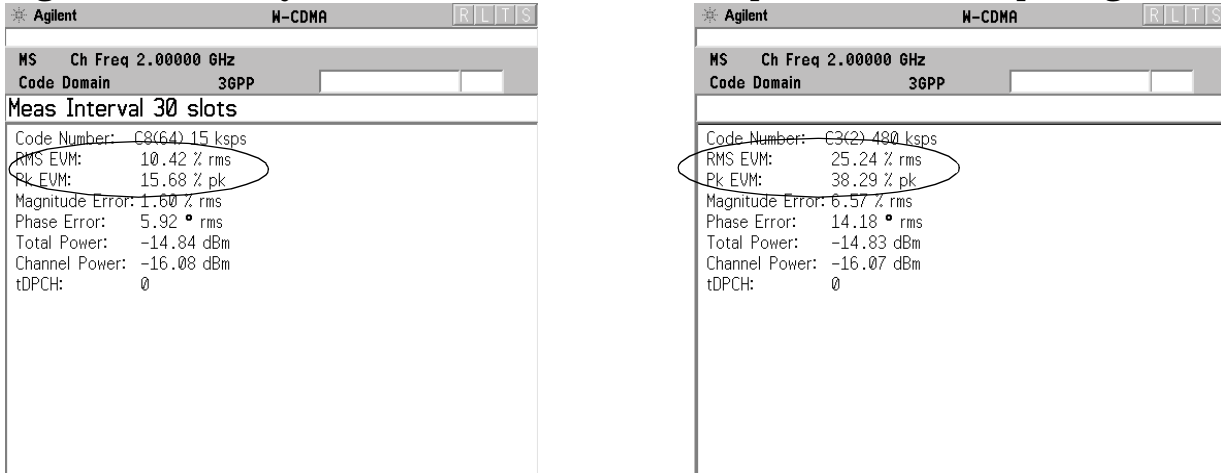 Agilent W-CDMA R L T S
MS Ch Freq 2.00000 GHz
Code Domain 3GPP
Meas Interval 30 slots
Code Number: C8(64) 15 ksps
RMS EVM: 10.42 % rms
Pk EVM: 15.68 % pk
Magnitude Error: 1.60 % rms
Phase Error: 5.92 ° rms
Total Power: -14.84 dBm
Channel Power: -16.08 dBm
tDPCH: 0
Agilent W-CDMA R L T S
MS Ch Freq 2.00000 GHz
Code Domain 3GPP
Code Number: C3(2) 480 ksps
RMS EVM: 25.24 % rms
Pk EVM: 38.29 % pk
Magnitude Error: 6.57 % rms
Phase Error: 14.18 ° rms
Total Power: -14.83 dBm
Channel Power: -16.07 dBm
tDPCH: 0